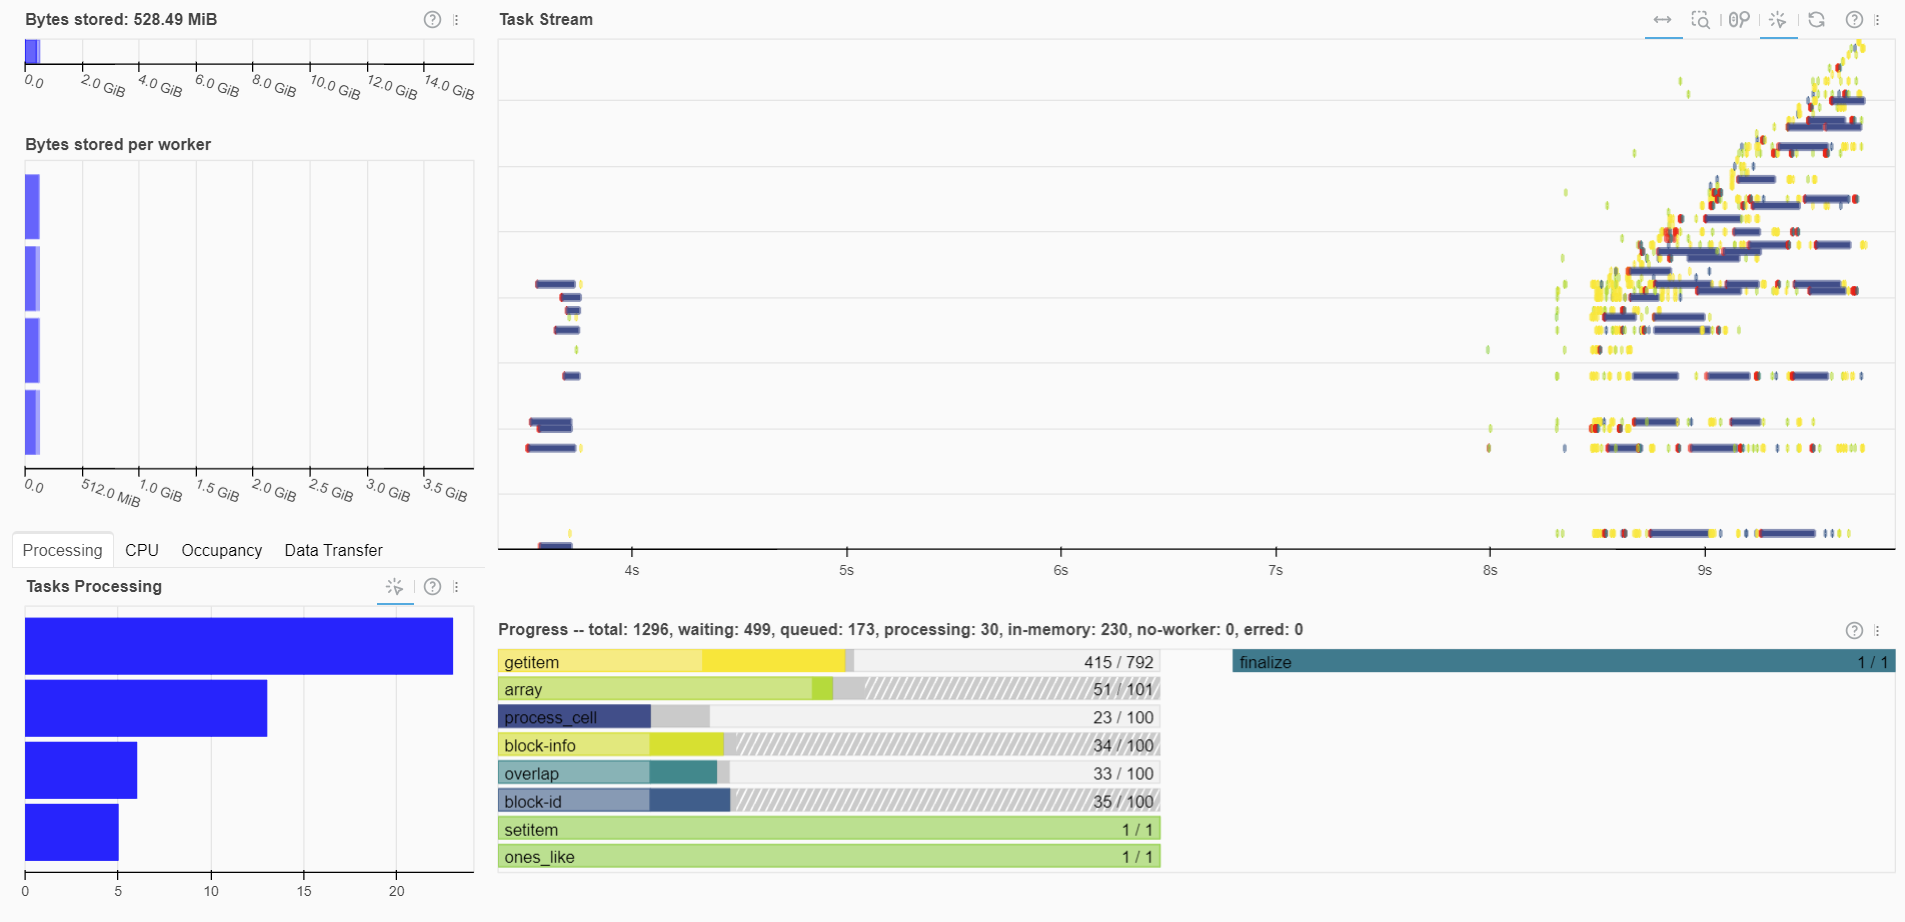 Bytes stored: 528.49 MiB
0.0 2.0 GiB 4.0 GiB 6.0 GiB 8.0 GiB 10.0 GiB 12.0 GiB 14.0 GiB
Bytes stored per worker
0.0 512.0 MiB 1.0 GiB 1.5 GiB 2.0 GiB 2.5 GiB 3.0 GiB 3.5 GiB
Processing CPU Occupancy Data Transfer
Tasks Processing
0 5 10 15 20
Task Stream
4s 5s 6s 7s 8s 9s
Progress -- total: 1296, waiting: 499, queued: 173, processing: 30, in-memory: 230, no-worker: 0, erred: 0
getitem 415 / 792
array 51 / 101
process_cell 23 / 100
block-info 34 / 100
overlap 33 / 100
block-id 35 / 100
setitem 1 / 1
ones_like 1 / 1
finalize 1 / 1